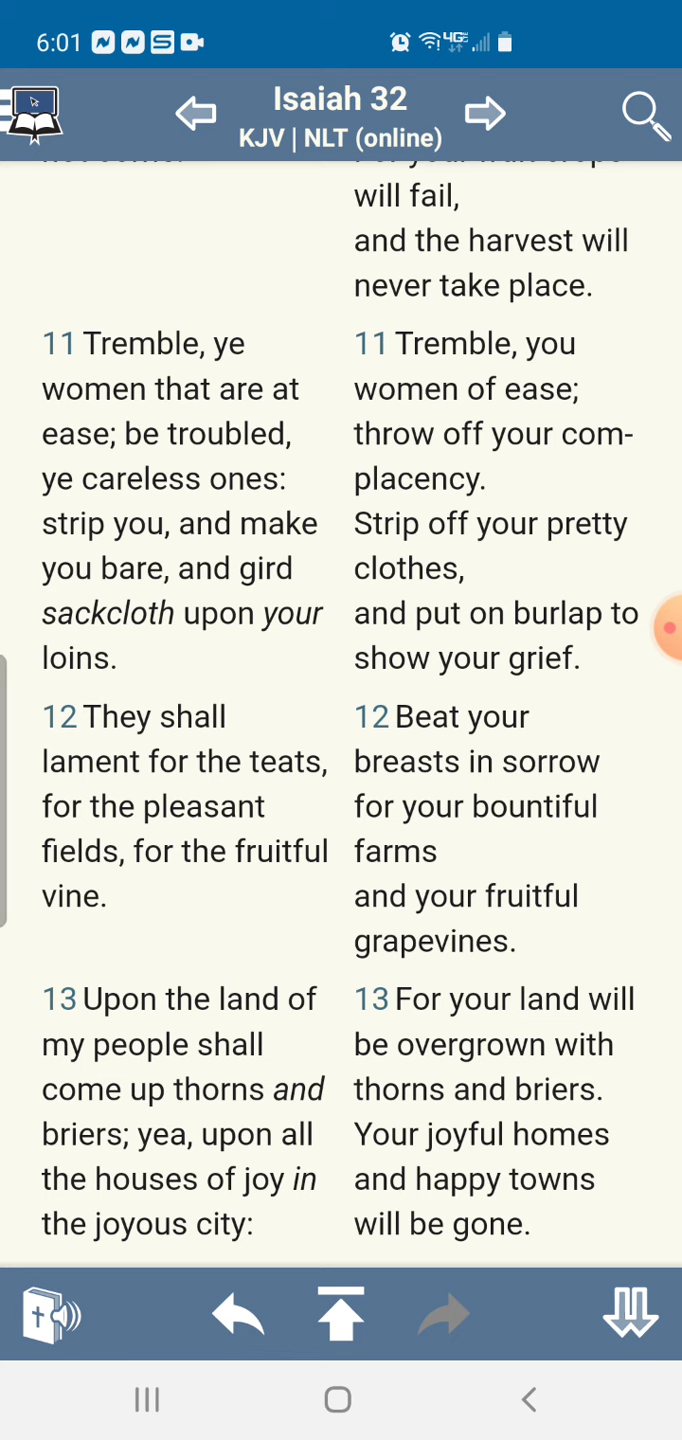 6:01
4GE
Isaiah 32
KJV | NLT (online)
will fail,
and the harvest will
never take place.
11 Tremble, ye
women that are at
ease; be troubled,
ye careless ones:
strip you, and make
you bare, and gird
sackcloth upon your
loins.
11 Tremble, you
women of ease;
throw off your com-
placency.
Strip off your pretty
clothes,
and put on burlap to
show your grief.
12 They shall
lament for the teats,
for the pleasant
fields, for the fruitful
vine.
12 Beat your
breasts in sorrow
for your bountiful
farms
and your fruitful
grapevines.
13 Upon the land of
my people shall
come up thorns and
briers; yea, upon all
the houses of joy in
the joyous city:
13 For your land will
be overgrown with
thorns and briers.
Your joyful homes
and happy towns
will be gone.